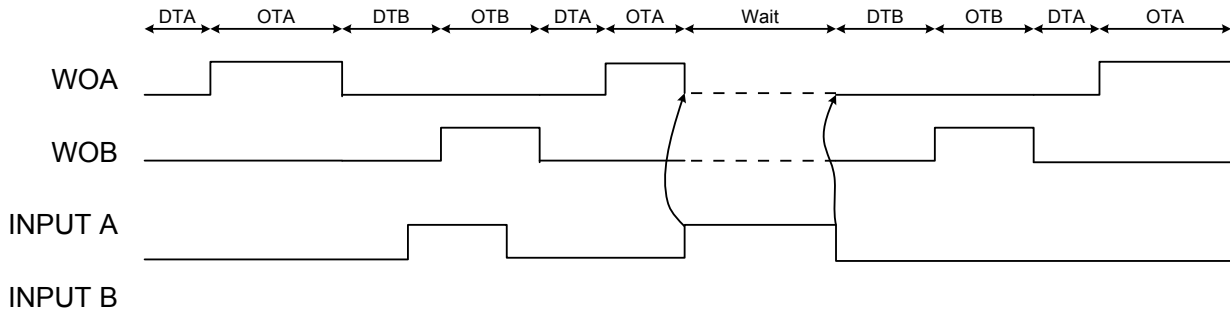 DTA OTA DTB OTB DTA OTA Wait DTB OTB DTA OTA
WOA
WOB
INPUT A
INPUT B